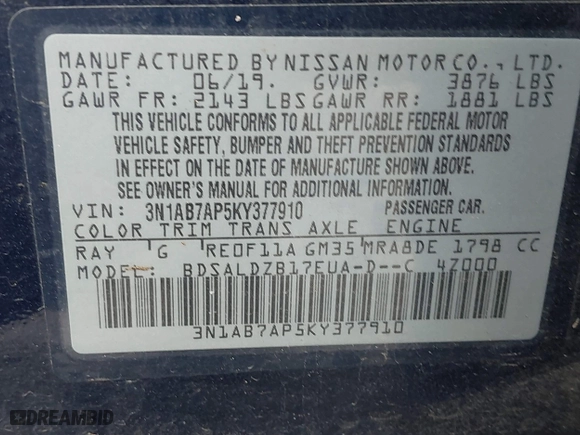 MANUFACTURED BY NISSAN MOTOR CO., LTD.
DATE: 06/19. GVWR: 3876 LBS
GAWR FR: 2143 LBS GAWR RR: 1881 LBS
THIS VEHICLE CONFORMS TO ALL APPLICABLE FEDERAL MOTOR
VEHICLE SAFETY, BUMPER AND THEFT PREVENTION STANDARDS
IN EFFECT ON THE DATE OF MANUFACTURE SHOWN ABOVE.
SEE OWNER'S MANUAL FOR ADDITIONAL INFORMATION.
VIN: 3N1AB7AP5KY377910 PASSENGER CAR.
COLOR TRIM TRANS AXLE ENGINE
RAY G RE0F11A GM35 MRA8DE 1798 CC
MODEL: BDSALDZB17EUA-D--C 4Z000
3N1AB7AP5KY377910
DREAMBID